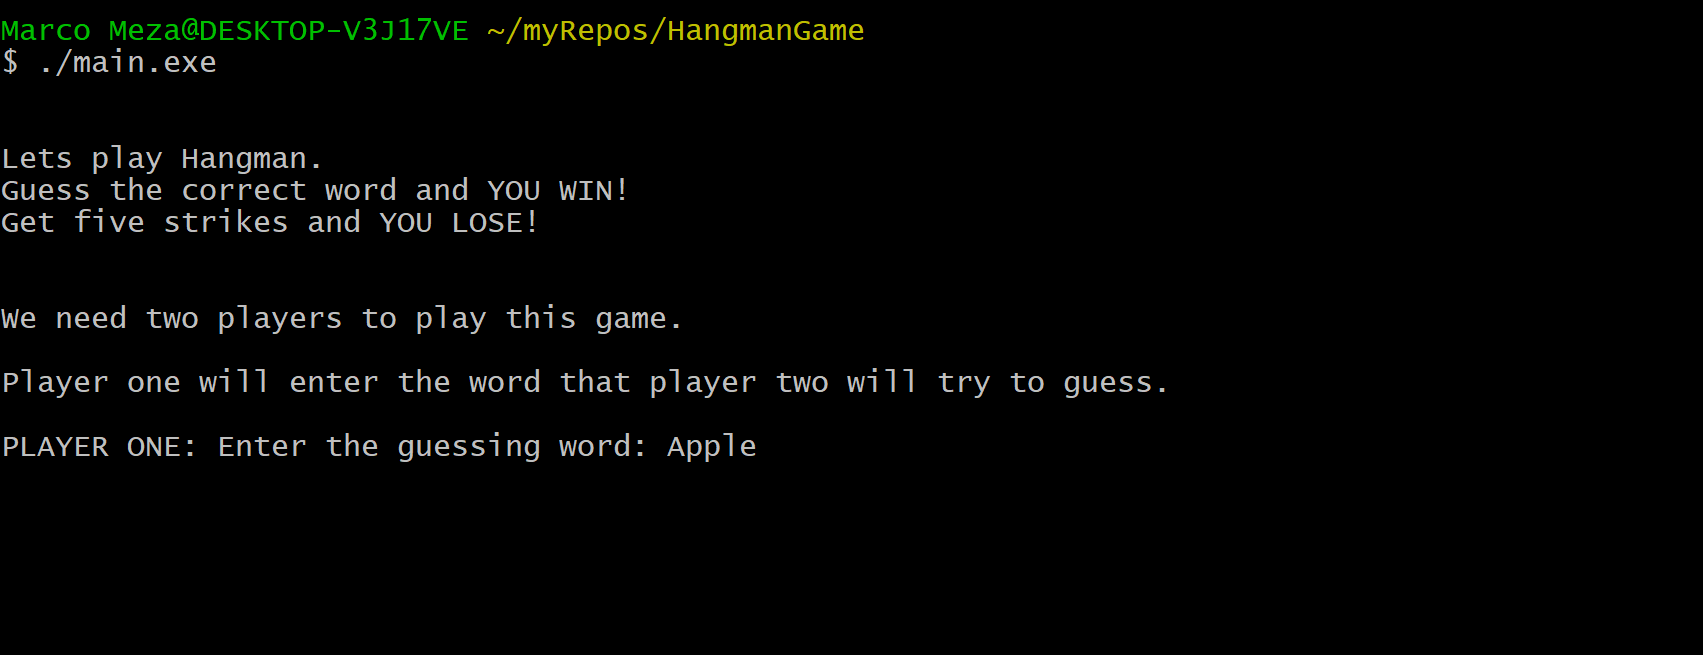 Marco Meza@DESKTOP-V3J17VE ~/myRepos/HangmanGame
$ ./main.exe
Lets play Hangman.
Guess the correct word and YOU WIN!
Get five strikes and YOU LOSE!
We need two players to play this game.
Player one will enter the word that player two will try to guess.
PLAYER ONE: Enter the guessing word: Apple